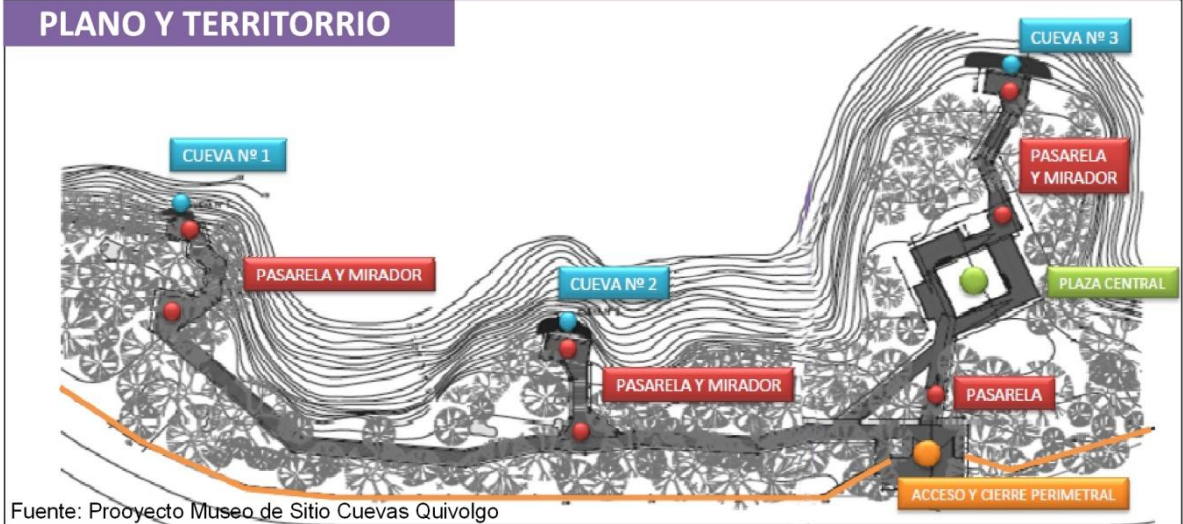 PLANO Y TERRITORRIO
CUEVA Nº 3
CUEVA Nº 1
PASARELA
Y MIRADOR
PASARELA Y MIRADOR
CUEVA Nº 2
PLAZA CENTRAL
PASARELA Y MIRADOR
PASARELA
ACCESO Y CIERRE PERIMETRAL
Fuente: Prooyecto Museo de Sitio Cuevas Quivolgo